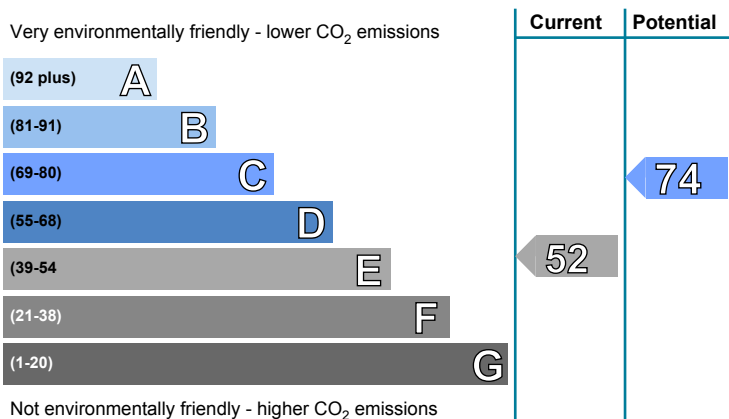 Current Potential
Very environmentally friendly - lower CO2 emissions
(92 plus) A
(81-91) B
(69-80) C
74
(55-68) D
(39-54 E
52
(21-38) F
(1-20) G
Not environmentally friendly - higher CO2 emissions